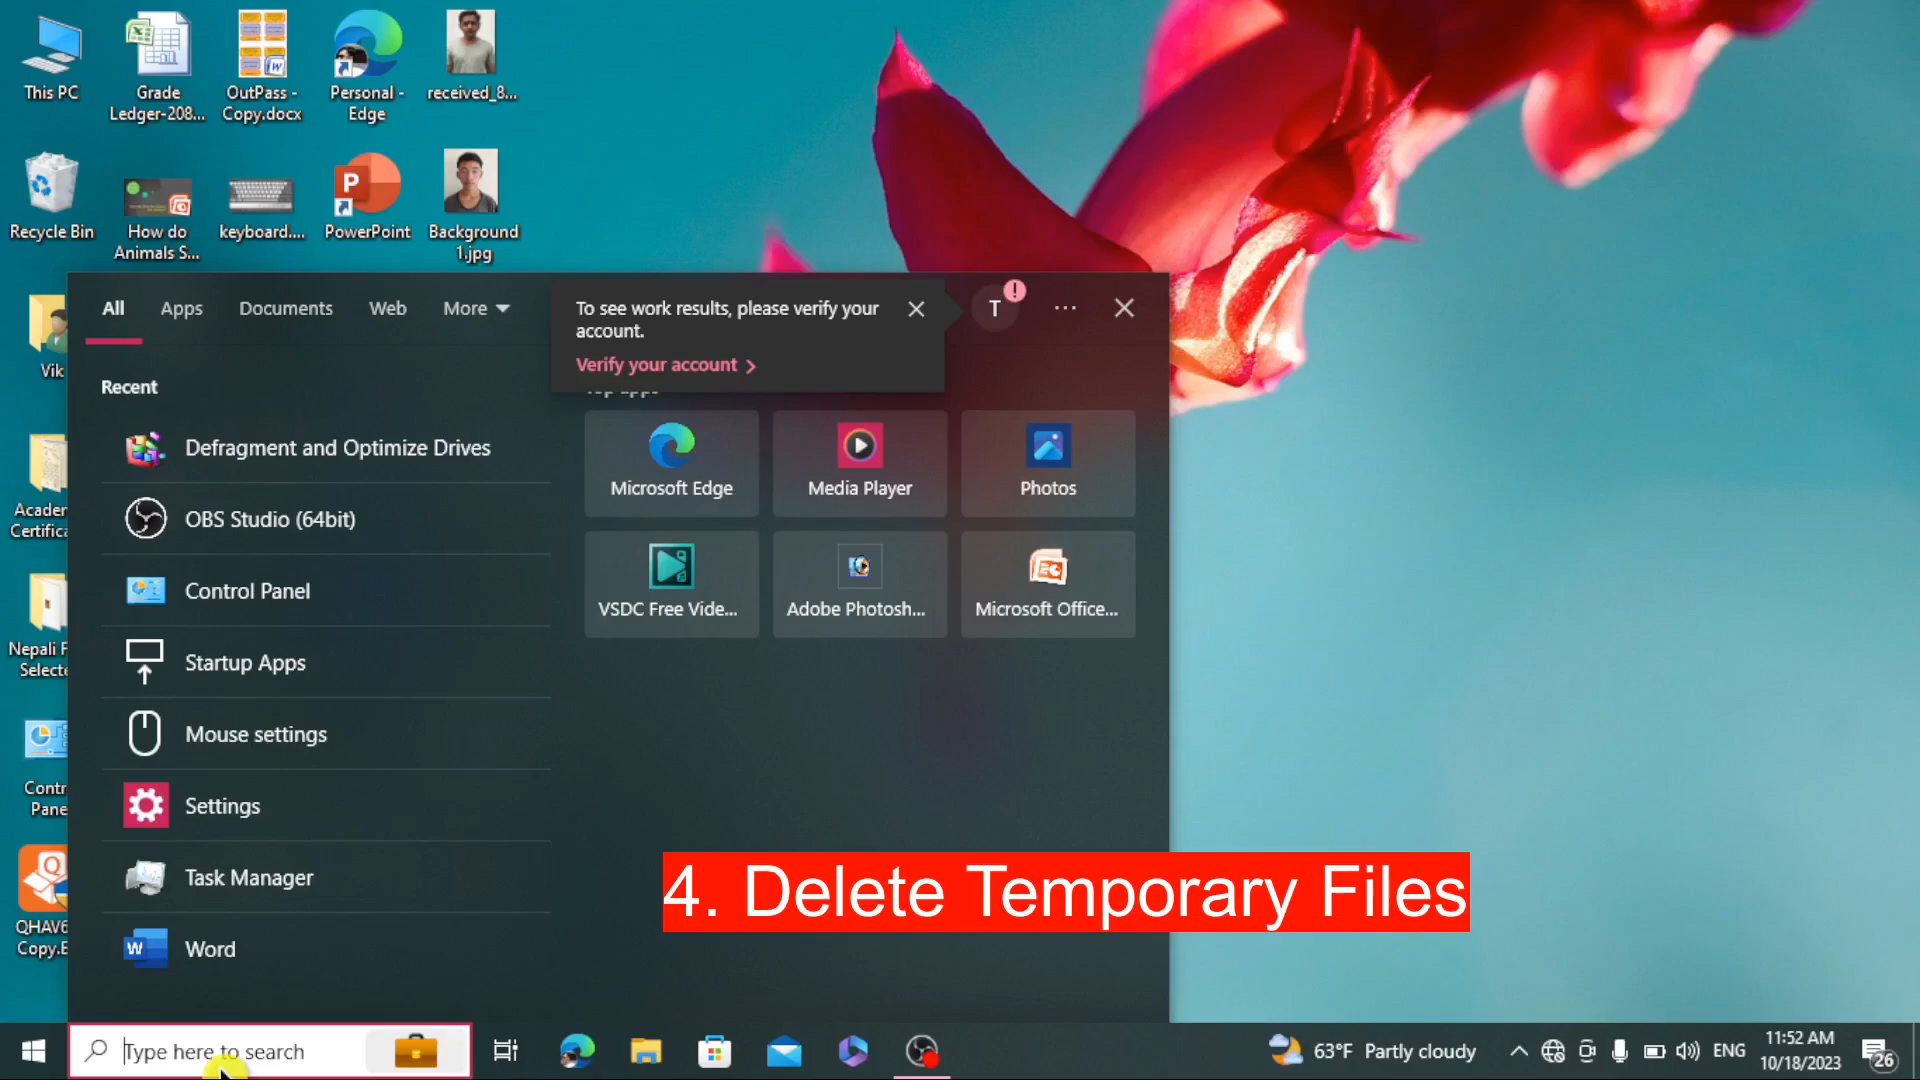 This PC
Grade
Ledger-208...
OutPass -
Copy.docx
Personal -
Edge
received_8...
Recycle Bin
How do
Animals S...
keyboard....
PowerPoint
Background
1.jpg
Vik
Academ
Certifica
Nepali F
Selecte
Contr
Pane
QHAV6
Copy.E
All
Apps
Documents
Web
More
To see work results, please verify your
account.
Verify your account
T
Recent
Defragment and Optimize Drives
OBS Studio (64bit)
Control Panel
Startup Apps
Mouse settings
Settings
Task Manager
Word
Top apps
Microsoft Edge
Media Player
Photos
VSDC Free Vide...
Adobe Photosh...
Microsoft Office...
4. Delete Temporary Files
Type here to search
63°F Partly cloudy
ENG
11:52 AM
10/18/2023
26